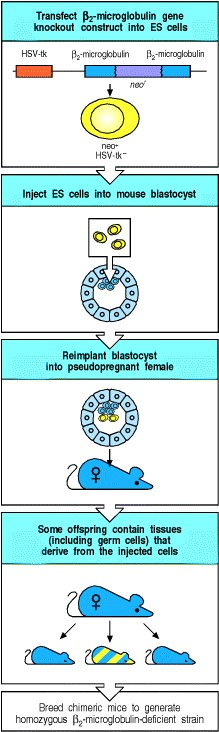 Transfect β2-microglobulin gene
knockout construct into ES cells
HSV-tk β2-microglobulin β2-microglobulin
neoʳ
neo⁺
HSV-tk⁻
Inject ES cells into mouse blastocyst
Reimplant blastocyst
into pseudopregnant female
♀
Some offspring contain tissues
(including germ cells) that
derive from the injected cells
♀
Breed chimeric mice to generate
homozygous β2-microglobulin-deficient strain